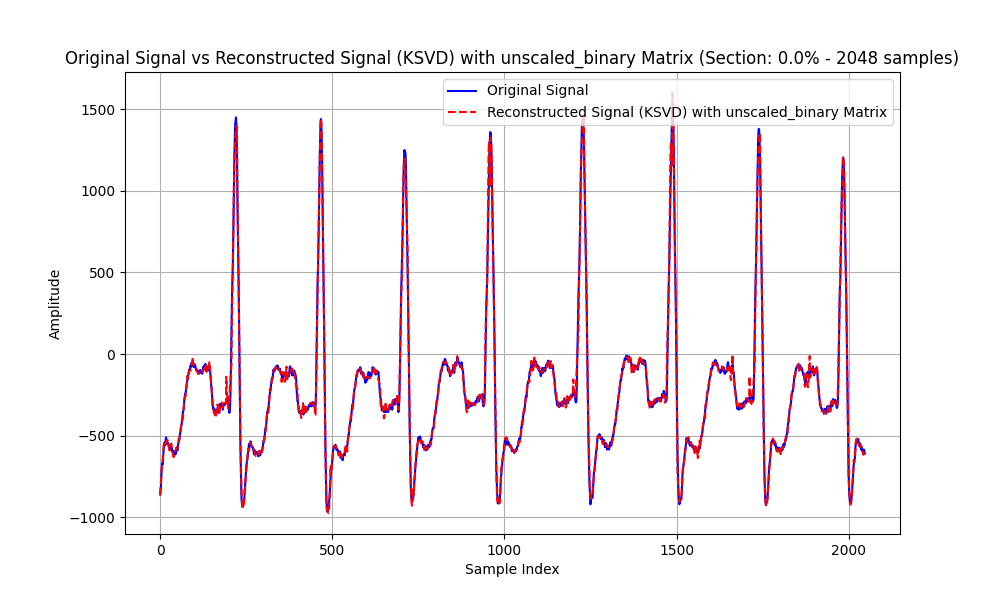 Original Signal vs Reconstructed Signal (KSVD) with unscaled_binary Matrix (Section: 0.0% - 2048 samples)
Original Signal
Reconstructed Signal (KSVD) with unscaled_binary Matrix
1500
1000
500
0
−500
−1000
Amplitude
0 500 1000 1500 2000
Sample Index